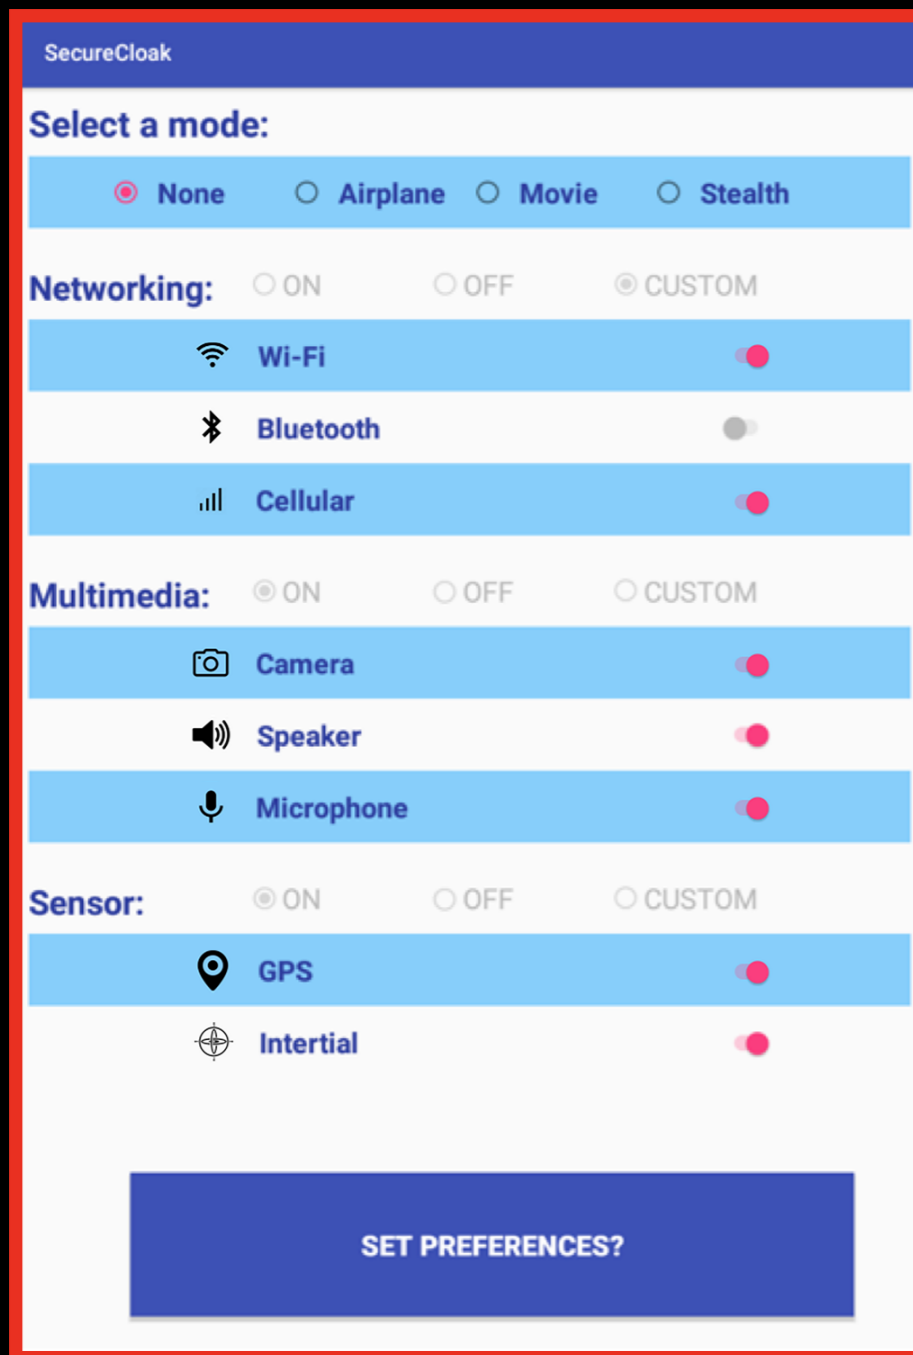 SecureCloak
Select a mode:
None Airplane Movie Stealth
Networking: ON OFF CUSTOM
Wi-Fi
Bluetooth
Cellular
Multimedia: ON OFF CUSTOM
Camera
Speaker
Microphone
Sensor: ON OFF CUSTOM
GPS
Intertial
SET PREFERENCES?